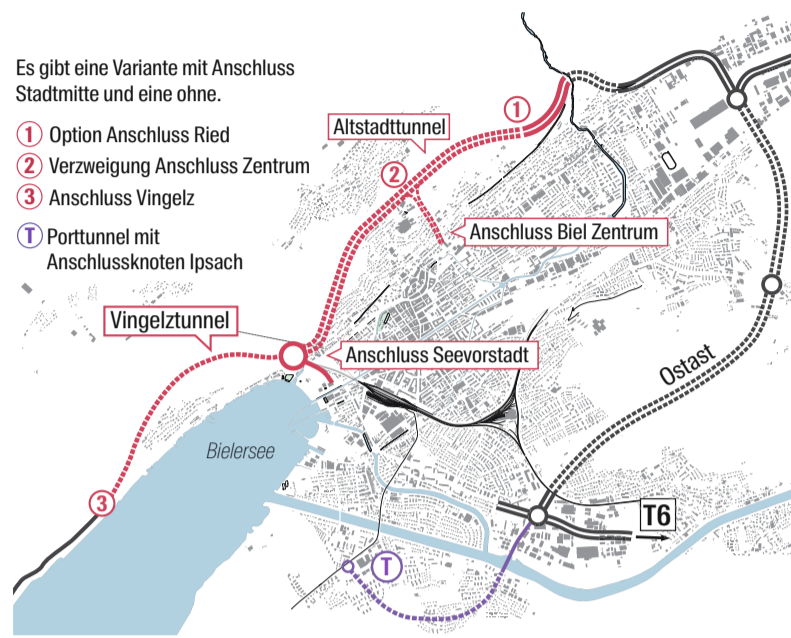 Es gibt eine Variante mit Anschluss
Stadtmitte und eine ohne.
1 Option Anschluss Ried
2 Verzweigung Anschluss Zentrum
3 Anschluss Vingelz
T Porttunnel mit
Anschlussknoten Ipsach
1
Altstadttunnel
2
Anschluss Biel Zentrum
Vingelztunnel
Anschluss Seevorstadt
Ostast
Bielersee
3
T6
T